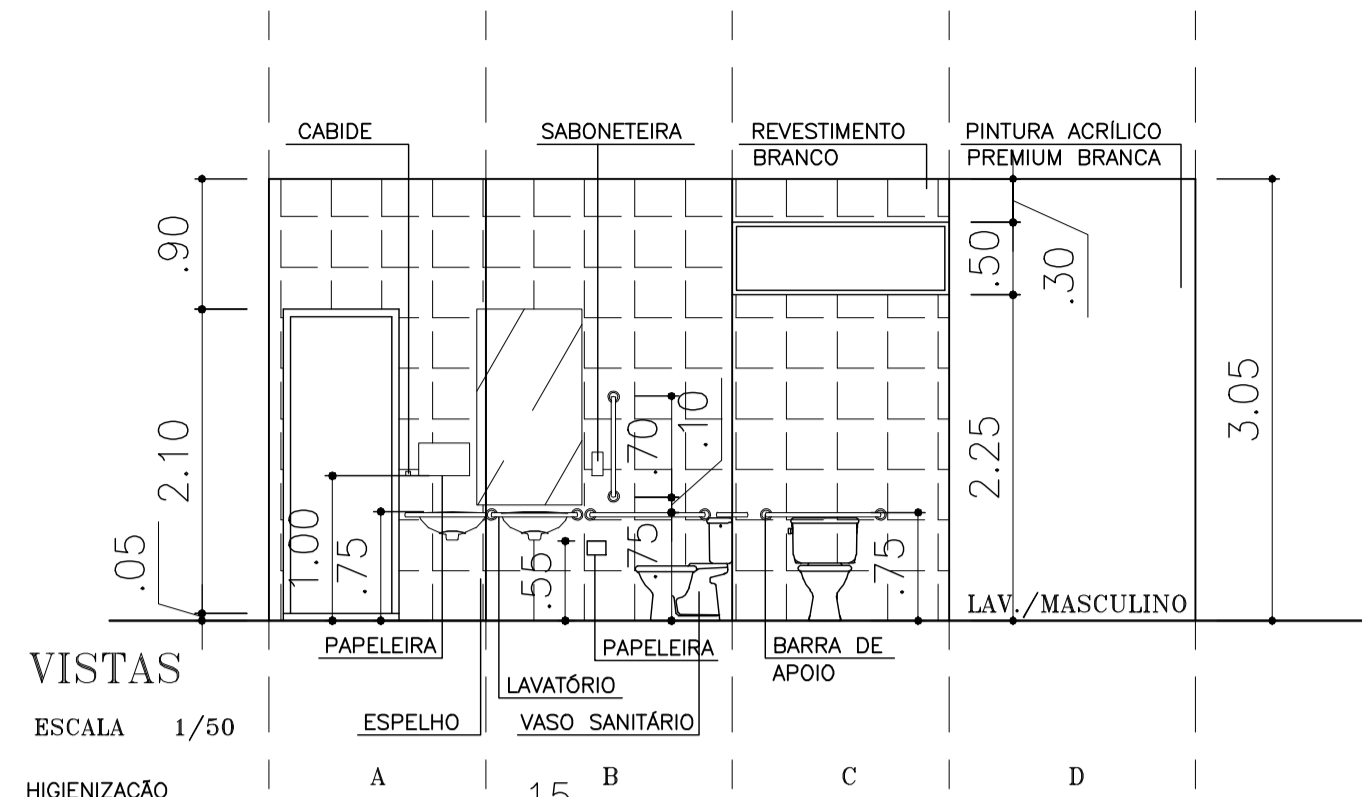 CABIDE
SABONETEIRA
REVESTIMENTO
BRANCO
PINTURA ACRÍLICO
PREMIUM BRANCA
.90
.50
.30
3.05
2.10
.70
.10
2.25
.05
1.00
.75
.55
.75
.75
LAV./MASCULINO
PAPELEIRA
PAPELEIRA
BARRA DE
APOIO
LAVATÓRIO
ESPELHO
VASO SANITÁRIO
VISTAS
ESCALA 1/50
A
B
C
D
HIGIENIZAÇÃO
15